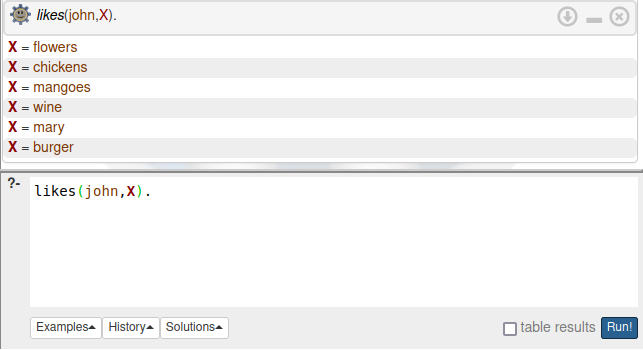 likes(john,X).
X = flowers
X = chickens
X = mangoes
X = wine
X = mary
X = burger
?- likes(john,X).
Examples History Solutions table results Run!